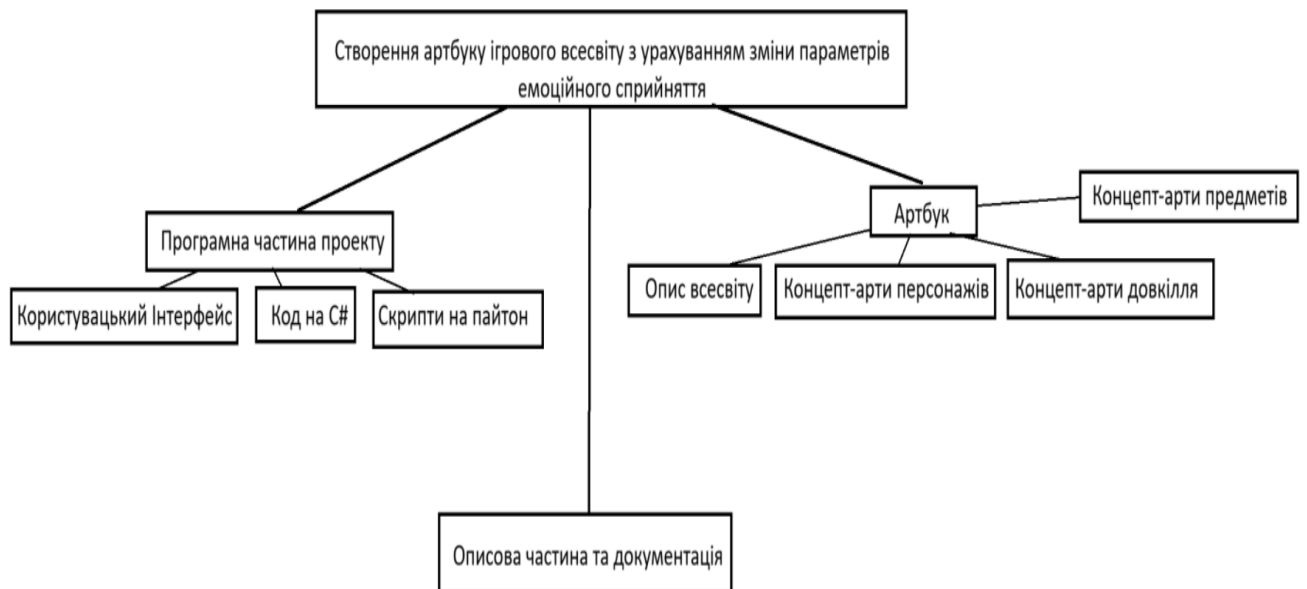 Створення артбуку ігрового всесвіту з урахуванням зміни параметрів
емоційного сприйняття
Програмна частина проекту
Користувацький Інтерфейс
Код на C#
Скрипти на пайтон
Артбук
Концепт-арти предметів
Опис всесвіту
Концепт-арти персонажів
Концепт-арти довкілля
Описова частина та документація